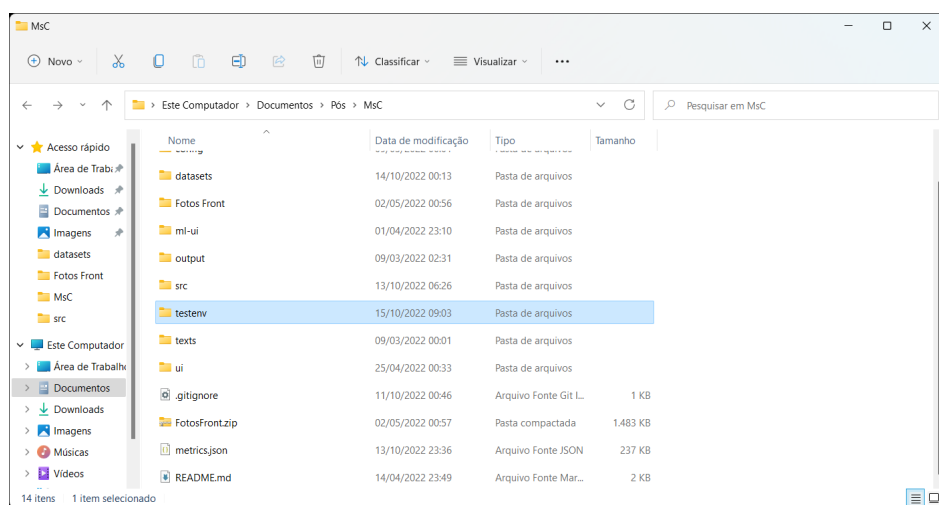 MsC
Novo
Classificar
Visualizar
Este Computador > Documentos > Pós > MsC
Pesquisar em MsC
Nome Data de modificação Tipo Tamanho
Acesso rápido
Área de Trab
Downloads
Documentos
Imagens
datasets
Fotos Front
MsC
src
Este Computador
Área de Trabalh
Documentos
Downloads
Imagens
Músicas
Vídeos
datasets 14/10/2022 00:13 Pasta de arquivos
Fotos Front 02/05/2022 00:56 Pasta de arquivos
ml-ui 01/04/2022 23:10 Pasta de arquivos
output 09/03/2022 02:31 Pasta de arquivos
src 13/10/2022 06:26 Pasta de arquivos
testenv 15/10/2022 09:03 Pasta de arquivos
texts 09/03/2022 00:01 Pasta de arquivos
ui 25/04/2022 00:33 Pasta de arquivos
.gitignore 11/10/2022 00:46 Arquivo Fonte Git I... 1 KB
FotosFront.zip 02/05/2022 00:57 Pasta compactada 1.483 KB
metrics.json 13/10/2022 23:36 Arquivo Fonte JSON 237 KB
README.md 14/04/2022 23:49 Arquivo Fonte Mar... 2 KB
14 itens 1 item selecionado